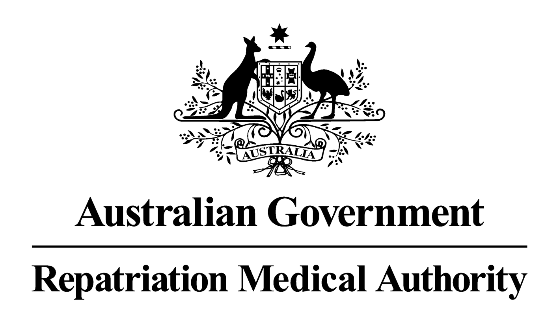 AUSTRALIA
Australian Government
Repatriation Medical Authority